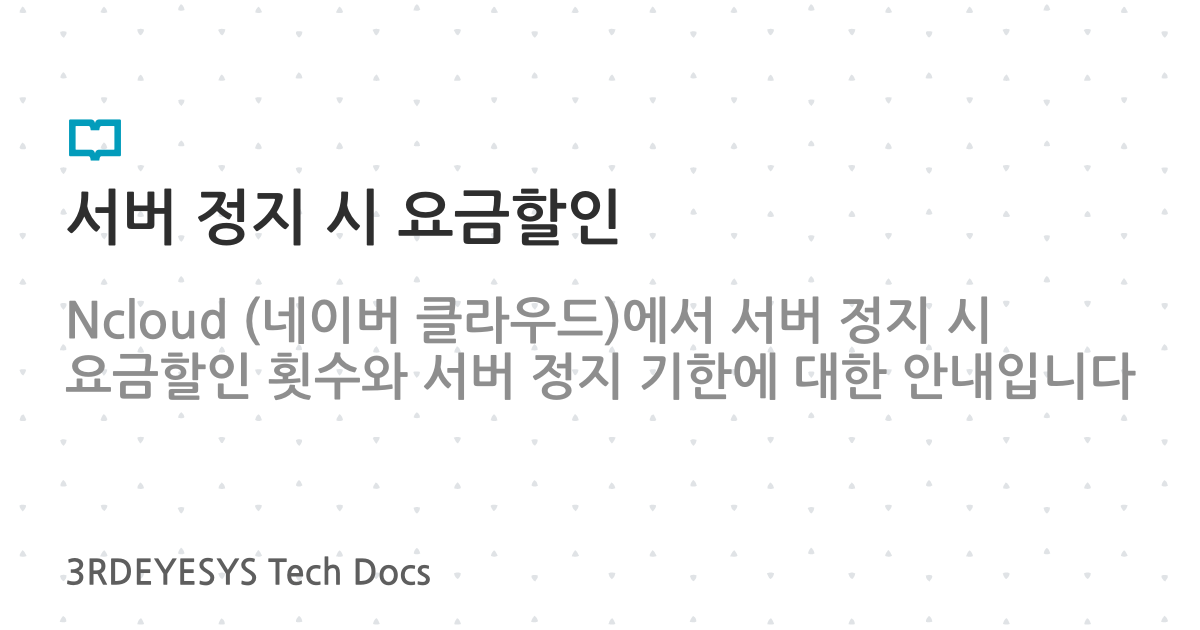 서버 정지 시 요금할인
Ncloud (네이버 클라우드)에서 서버 정지 시
요금할인 횟수와 서버 정지 기한에 대한 안내입니다
3RDEYESYS Tech Docs